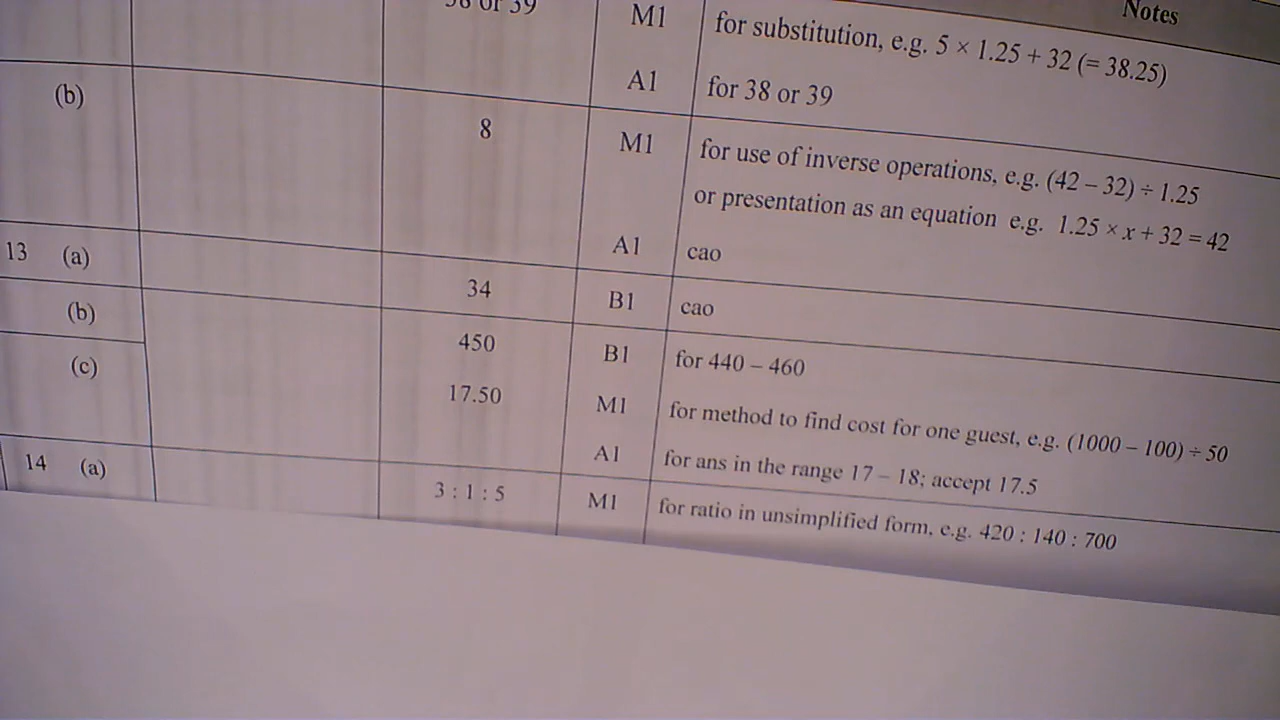 Notes
38 or 39 M1 for substitution, e.g. 5 × 1.25 + 32 (= 38.25)
A1 for 38 or 39
(b) 8 M1 for use of inverse operations, e.g. (42 – 32) ÷ 1.25
or presentation as an equation e.g. 1.25 × x + 32 = 42
A1 cao
13 (a) 34 B1 cao
(b) 450 B1 for 440 – 460
(c) 17.50 M1 for method to find cost for one guest, e.g. (1000 – 100) ÷ 50
A1 for ans in the range 17 – 18; accept 17.5
14 (a) 3 : 1 : 5 M1 for ratio in unsimplified form, e.g. 420 : 140 : 700